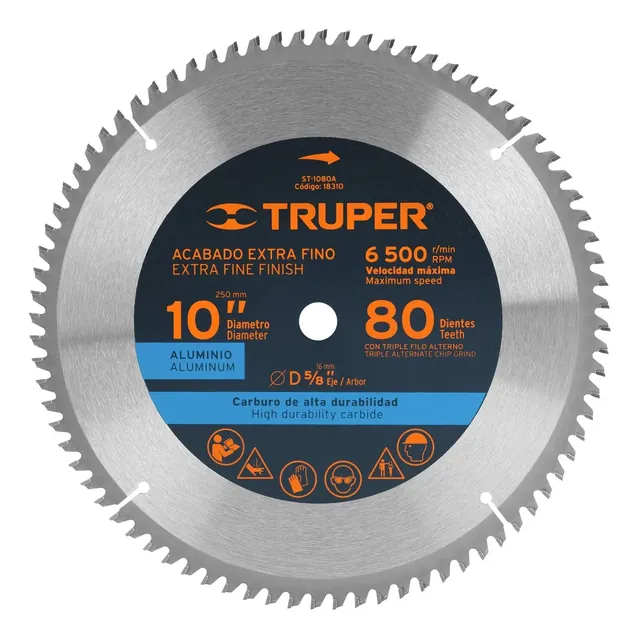 ST-1080A
Código: 18310
TRUPER®
ACABADO EXTRA FINO
EXTRA FINE FINISH
6 500 r/min RPM
Velocidad máxima
Maximum speed
250 mm
10" Diámetro
Diameter
80 Dientes
Teeth
CON TRIPLE FILO ALTERNO
TRIPLE ALTERNATE CHIP GRIND
ALUMINIO
ALUMINUM
16 mm
Ø D 5/8" Eje / Arbor
Carburo de alta durabilidad
High durability carbide